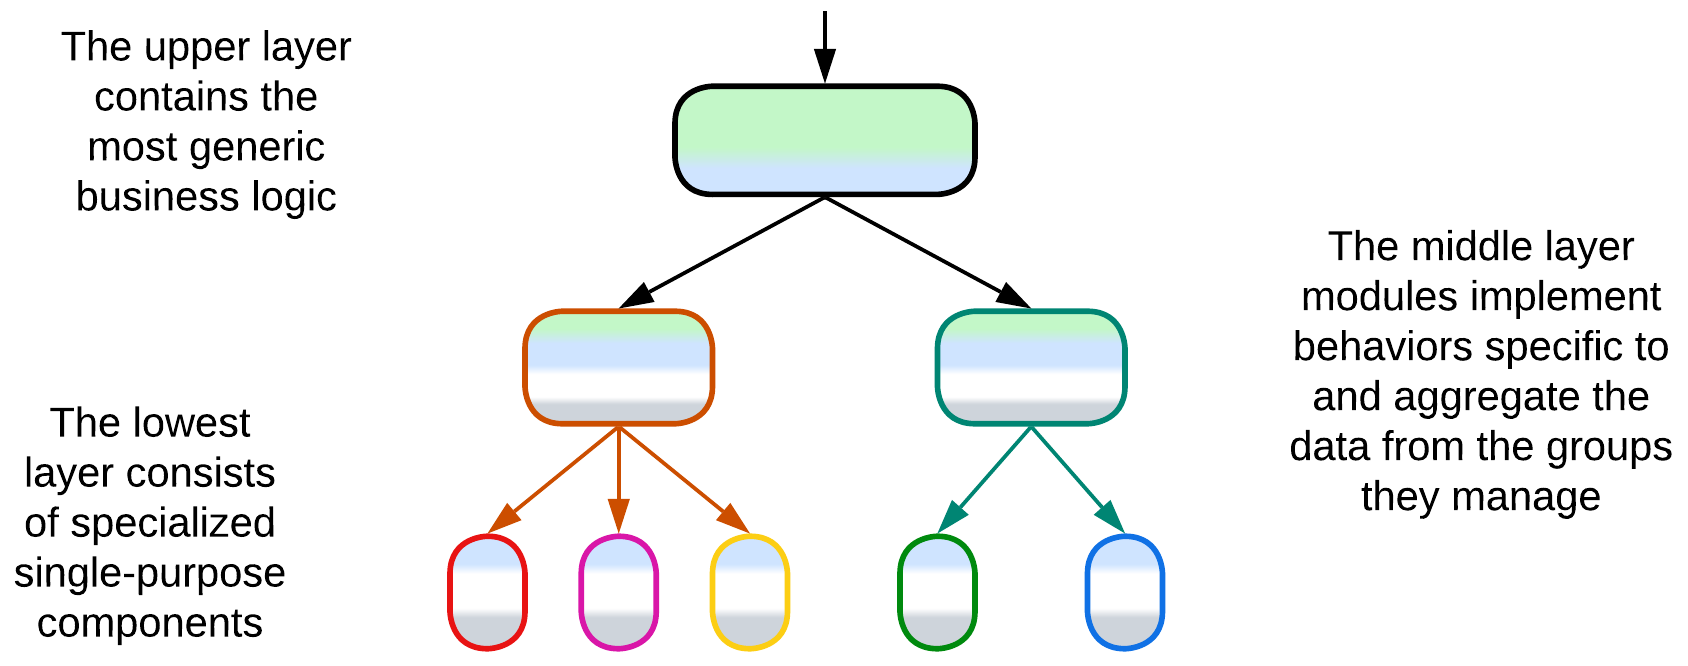 The upper layer
contains the
most generic
business logic
The middle layer
modules implement
behaviors specific to
and aggregate the
data from the groups
they manage
The lowest
layer consists
of specialized
single-purpose
components